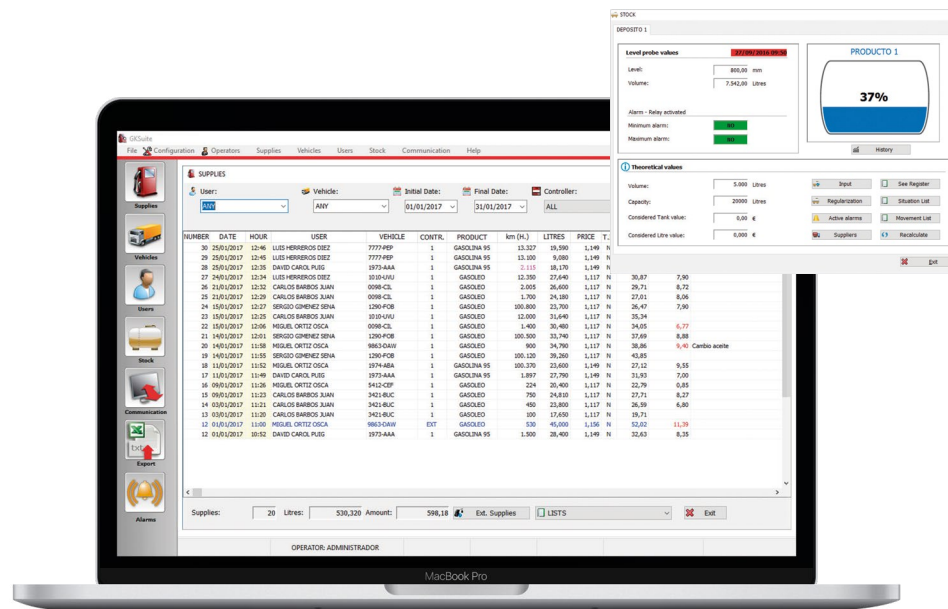 STOCK
DEPOSITO 1
Level probe values 27/09/2016 09:50
Level: 800,00 mm
Volume: 7.542,00 Litres
Alarm - Relay activated
Minimum alarm: NO
Maximum alarm: NO
PRODUCTO 1
37%
History
Theoretical values
Volume: 5.000 Litres Input See Register
Capacity: 20000 Litres Regularization Situation List
Considered Tank value: 0,00 € Active alarms Movement List
Considered Litre value: 0,000 € Suppliers Recalculate
Exit
GKSuite
File Configuration Operators Supplies Vehicles Users Stock Communication Help
Supplies
Vehicles
Users
Stock
Communication
txt
Export
Alarms
SUPPLIES
User: Vehicle: Initial Date: Final Date: Controller:
ANY ANY 01/01/2017 31/01/2017 ALL
NUMBER DATE HOUR USER VEHICLE CONTR. PRODUCT km (H.) LITRES PRICE T.
30 25/01/2017 12:46 LUIS HERREROS DIEZ 7777-PEP 1 GASOLINA 95 13.327 19,590 1,149 N
29 25/01/2017 12:45 LUIS HERREROS DIEZ 7777-PEP 1 GASOLINA 95 13.100 9,080 1,149 N
28 25/01/2017 12:35 DAVID CAROL PUIG 1973-AAA 1 GASOLINA 95 2.115 18,170 1,149 N
27 24/01/2017 12:34 LUIS HERREROS DIEZ 1010-UVU 1 GASOLEO 12.350 27,640 1,117 N 30,87 7,90
26 21/01/2017 12:32 CARLOS BARBOS JUAN 0098-CIL 1 GASOLEO 2.005 26,600 1,117 N 29,71 8,72
25 21/01/2017 12:29 CARLOS BARBOS JUAN 0098-CIL 1 GASOLEO 1.700 24,180 1,117 N 27,01 8,06
24 15/01/2017 12:27 SERGIO GIMENEZ SENA 1290-FOB 1 GASOLEO 100.800 23,700 1,117 N 26,47 7,90
23 15/01/2017 12:25 CARLOS BARBOS JUAN 1010-UVU 1 GASOLEO 12.000 31,640 1,117 N 35,34
22 15/01/2017 12:06 MIGUEL ORTIZ OSCA 0098-CIL 1 GASOLEO 1.400 30,480 1,117 N 34,05 6,77
21 14/01/2017 12:01 SERGIO GIMENEZ SENA 1290-FOB 1 GASOLEO 100.500 33,740 1,117 N 37,69 8,88
20 14/01/2017 11:58 MIGUEL ORTIZ OSCA 9863-DAW 1 GASOLEO 900 34,790 1,117 N 38,86 9,40 Cambio aceite
19 14/01/2017 11:55 SERGIO GIMENEZ SENA 1290-FOB 1 GASOLEO 100.120 39,260 1,117 N 43,85
18 11/01/2017 11:52 MIGUEL ORTIZ OSCA 1974-ABA 1 GASOLINA 95 100.370 23,600 1,149 N 27,12 9,55
17 11/01/2017 11:49 DAVID CAROL PUIG 1973-AAA 1 GASOLINA 95 1.897 27,790 1,149 N 31,93 7,00
16 09/01/2017 11:26 MIGUEL ORTIZ OSCA 5412-CEF 1 GASOLEO 224 20,400 1,117 N 22,79 0,85
15 09/01/2017 11:23 CARLOS BARBOS JUAN 3421-BUC 1 GASOLEO 750 24,810 1,117 N 27,71 8,27
14 03/01/2017 11:21 CARLOS BARBOS JUAN 3421-BUC 1 GASOLEO 450 23,800 1,117 N 26,59 6,80
13 03/01/2017 11:20 CARLOS BARBOS JUAN 3421-BUC 1 GASOLEO 100 17,650 1,117 N 19,71
12 01/01/2017 11:00 MIGUEL ORTIZ OSCA 9863-DAW EXT GASOLEO 530 45,000 1,156 N 52,02 11,39
12 01/01/2017 10:52 DAVID CAROL PUIG 1973-AAA 1 GASOLINA 95 1.500 28,400 1,149 N 32,63 8,35
Supplies: 20 Litres: 530,320 Amount: 598,18 Ext. Supplies LISTS Exit
OPERATOR: ADMINISTRADOR
MacBook Pro